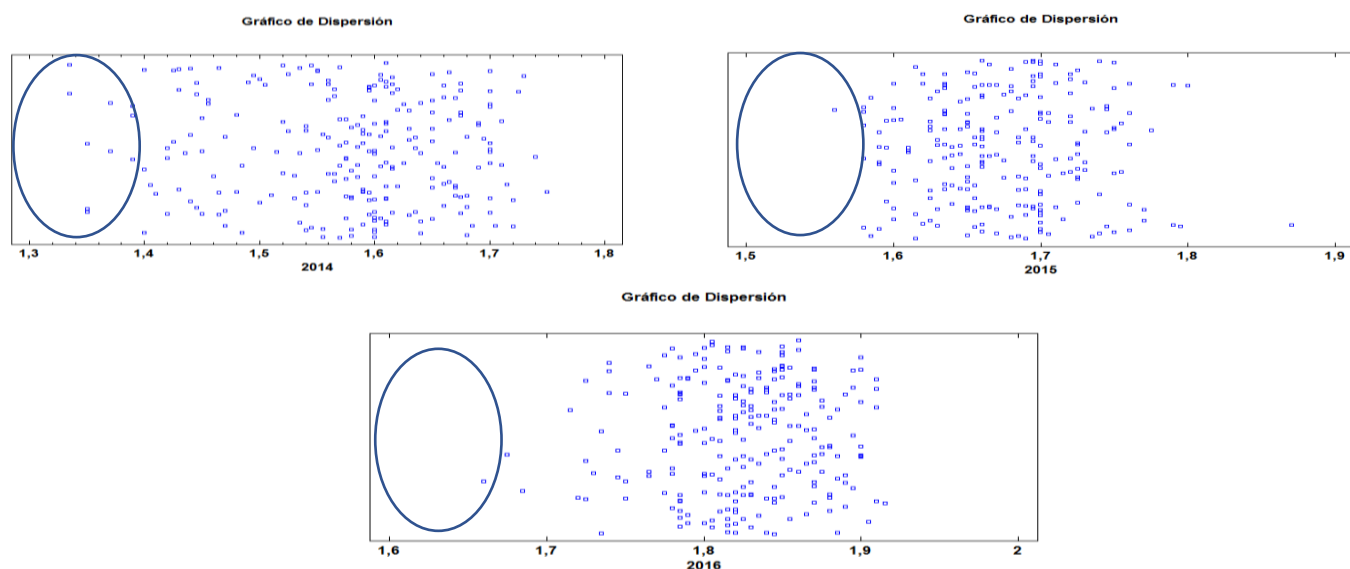 Gráfico de Dispersión
1,3 1,4 1,5 1,6 1,7 1,8
2014
Gráfico de Dispersión
1,5 1,6 1,7 1,8 1,9
2015
Gráfico de Dispersión
1,6 1,7 1,8 1,9 2
2016